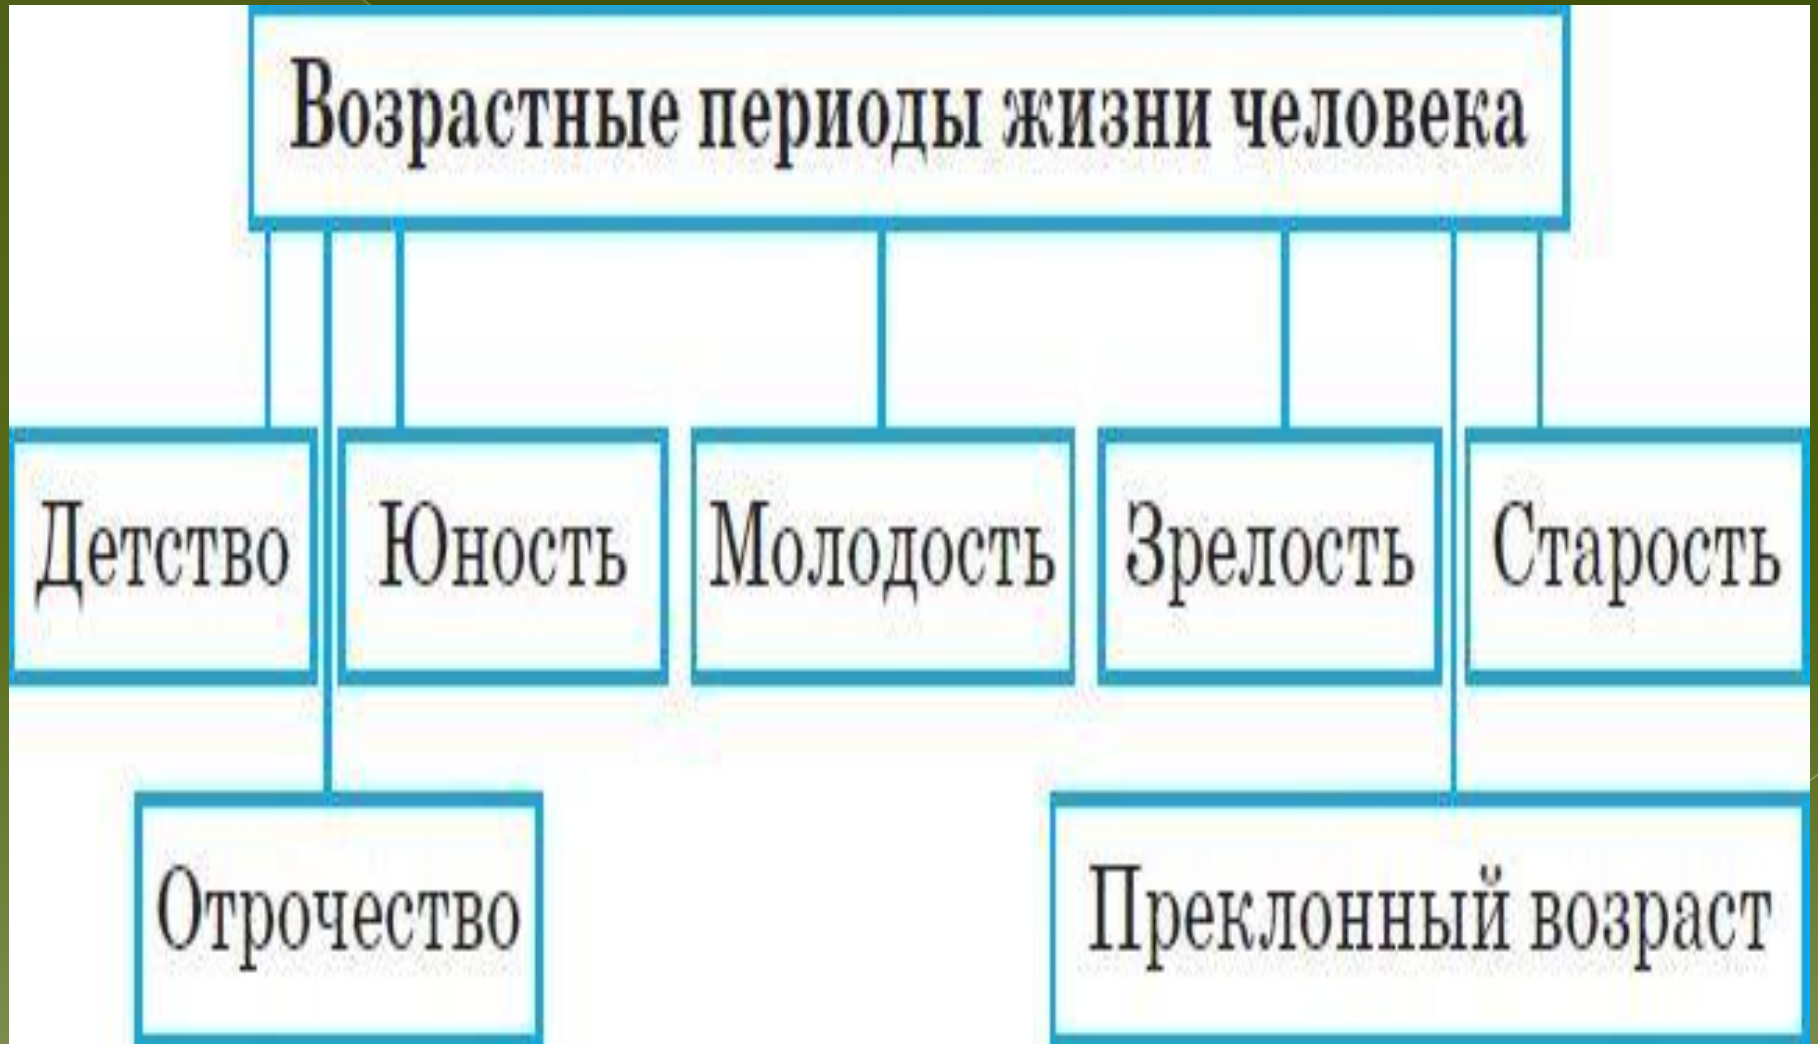 Возрастные периоды жизни человека
Детство
Юность
Молодость
Зрелость
Старость
Отрочество
Преклонный возраст